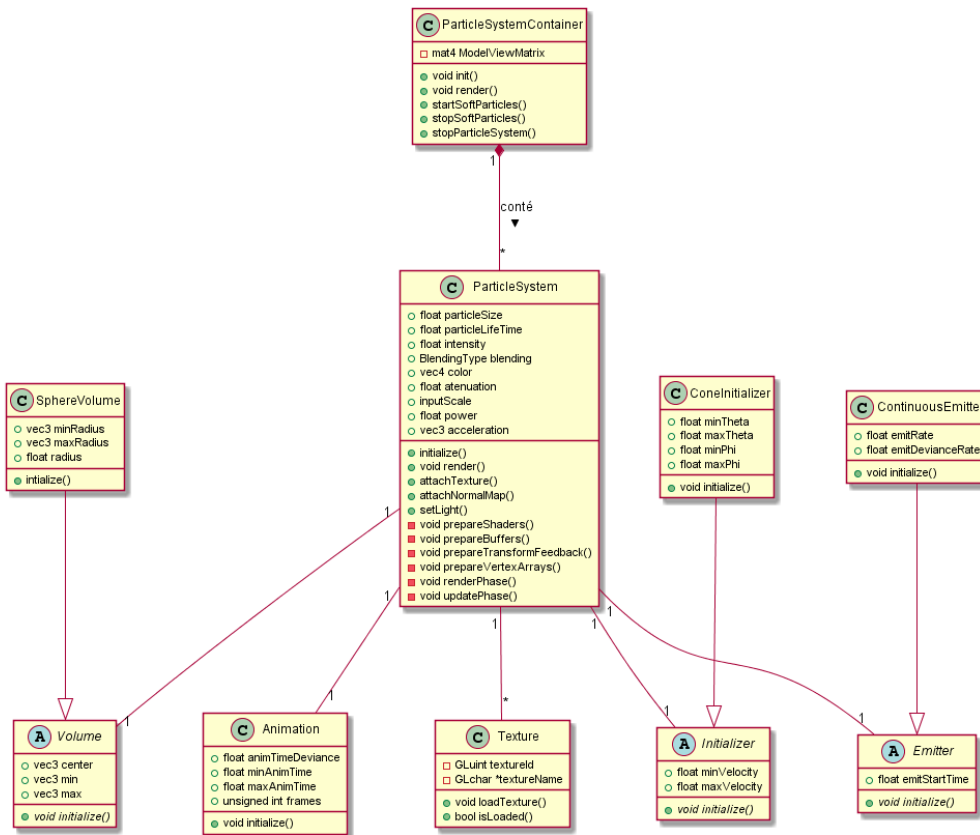 C ParticleSystemContainer
mat4 ModelViewMatrix
void init()
void render()
startSoftParticles()
stopSoftParticles()
stopParticleSystem()
1
conté
▼
*
C ParticleSystem
float particleSize
float particleLifeTime
float intensity
BlendingType blending
vec4 color
float atenuation
inputScale
float power
vec3 acceleration
initialize()
void render()
attachTexture()
attachNormalMap()
setLight()
void prepareShaders()
void prepareBuffers()
void prepareTransformFeedback()
void prepareVertexArrays()
void renderPhase()
void updatePhase()
C SphereVolume
vec3 minRadius
vec3 maxRadius
float radius
intialize()
C ConeInitializer
float minTheta
float maxTheta
float minPhi
float maxPhi
void initialize()
C ContinuousEmitter
float emitRate
float emitDevianceRate
void initialize()
1
1
1
1
1
1
1
*
1
1
A Volume
vec3 center
vec3 min
vec3 max
void initialize()
C Animation
float animTimeDeviance
float minAnimTime
float maxAnimTime
unsigned int frames
void initialize()
C Texture
GLuint textureId
GLchar *textureName
void loadTexture()
bool isLoaded()
A Initializer
float minVelocity
float maxVelocity
void initialize()
A Emitter
float emitStartTime
void initialize()